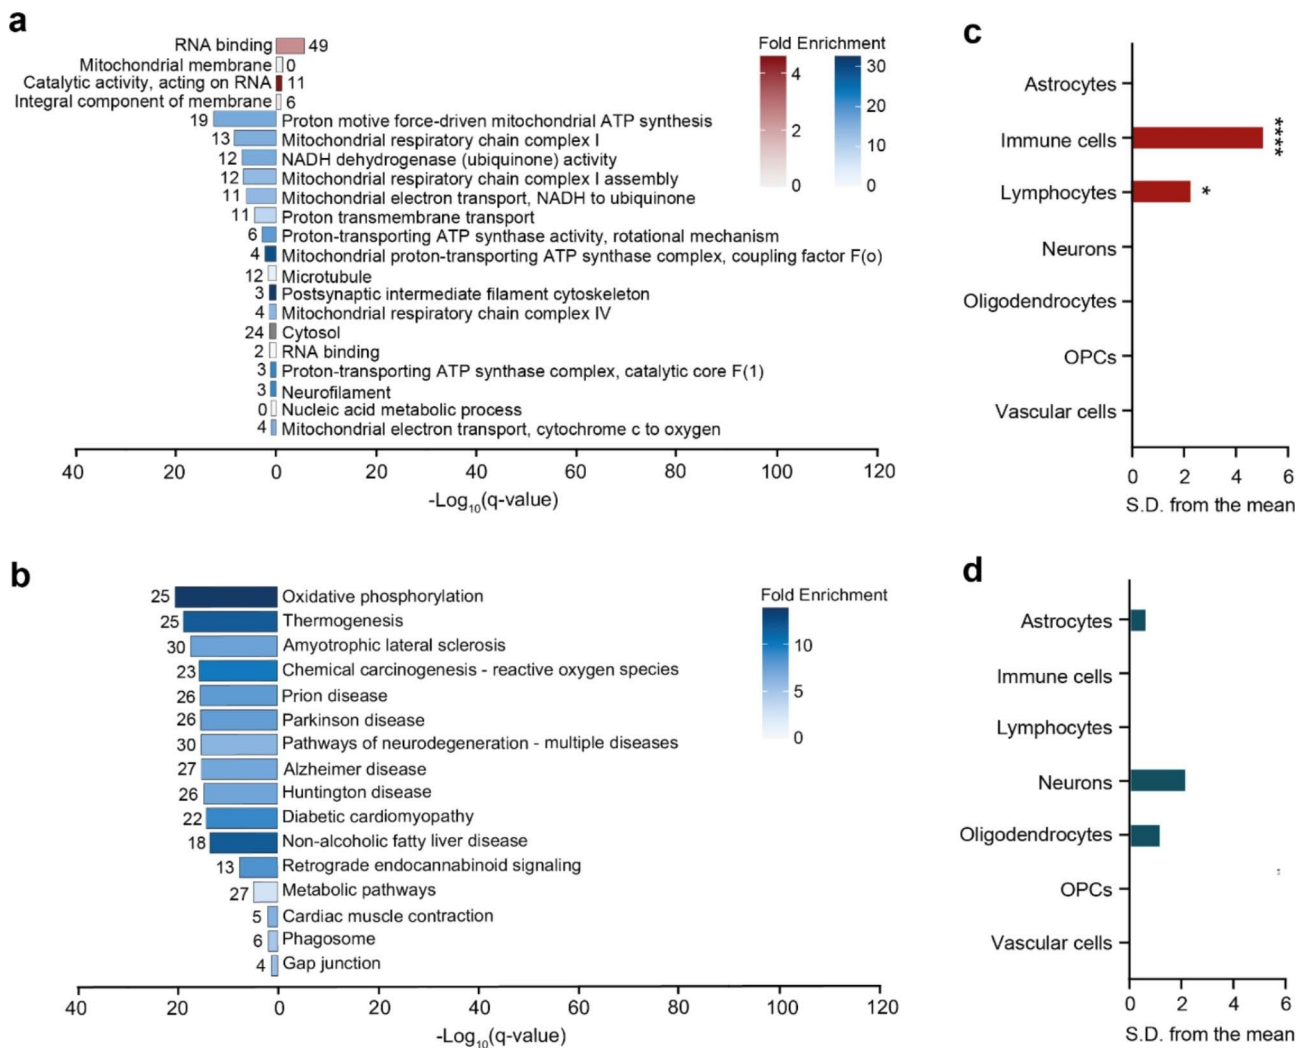 a
RNA binding 49
Mitochondrial membrane 0
Catalytic activity, acting on RNA 11
Integral component of membrane 6
19 Proton motive force-driven mitochondrial ATP synthesis
13 Mitochondrial respiratory chain complex I
12 NADH dehydrogenase (ubiquinone) activity
12 Mitochondrial respiratory chain complex I assembly
11 Mitochondrial electron transport, NADH to ubiquinone
11 Proton transmembrane transport
6 Proton-transporting ATP synthase activity, rotational mechanism
4 Mitochondrial proton-transporting ATP synthase complex, coupling factor F(o)
12 Microtubule
3 Postsynaptic intermediate filament cytoskeleton
4 Mitochondrial respiratory chain complex IV
24 Cytosol
2 RNA binding
3 Proton-transporting ATP synthase complex, catalytic core F(1)
3 Neurofilament
0 Nucleic acid metabolic process
4 Mitochondrial electron transport, cytochrome c to oxygen
40 20 0 20 40 60 80 100 120
-Log10(q-value)
Fold Enrichment
4
2
0
30
20
10
0
c
Astrocytes
Immune cells ****
Lymphocytes *
Neurons
Oligodendrocytes
OPCs
Vascular cells
0 2 4 6
S.D. from the mean
b
25 Oxidative phosphorylation
25 Thermogenesis
30 Amyotrophic lateral sclerosis
23 Chemical carcinogenesis - reactive oxygen species
26 Prion disease
26 Parkinson disease
30 Pathways of neurodegeneration - multiple diseases
27 Alzheimer disease
26 Huntington disease
22 Diabetic cardiomyopathy
18 Non-alcoholic fatty liver disease
13 Retrograde endocannabinoid signaling
27 Metabolic pathways
5 Cardiac muscle contraction
6 Phagosome
4 Gap junction
40 20 0 20 40 60 80 100 120
-Log10(q-value)
Fold Enrichment
10
5
0
d
Astrocytes
Immune cells
Lymphocytes
Neurons
Oligodendrocytes
OPCs
Vascular cells
0 2 4 6
S.D. from the mean